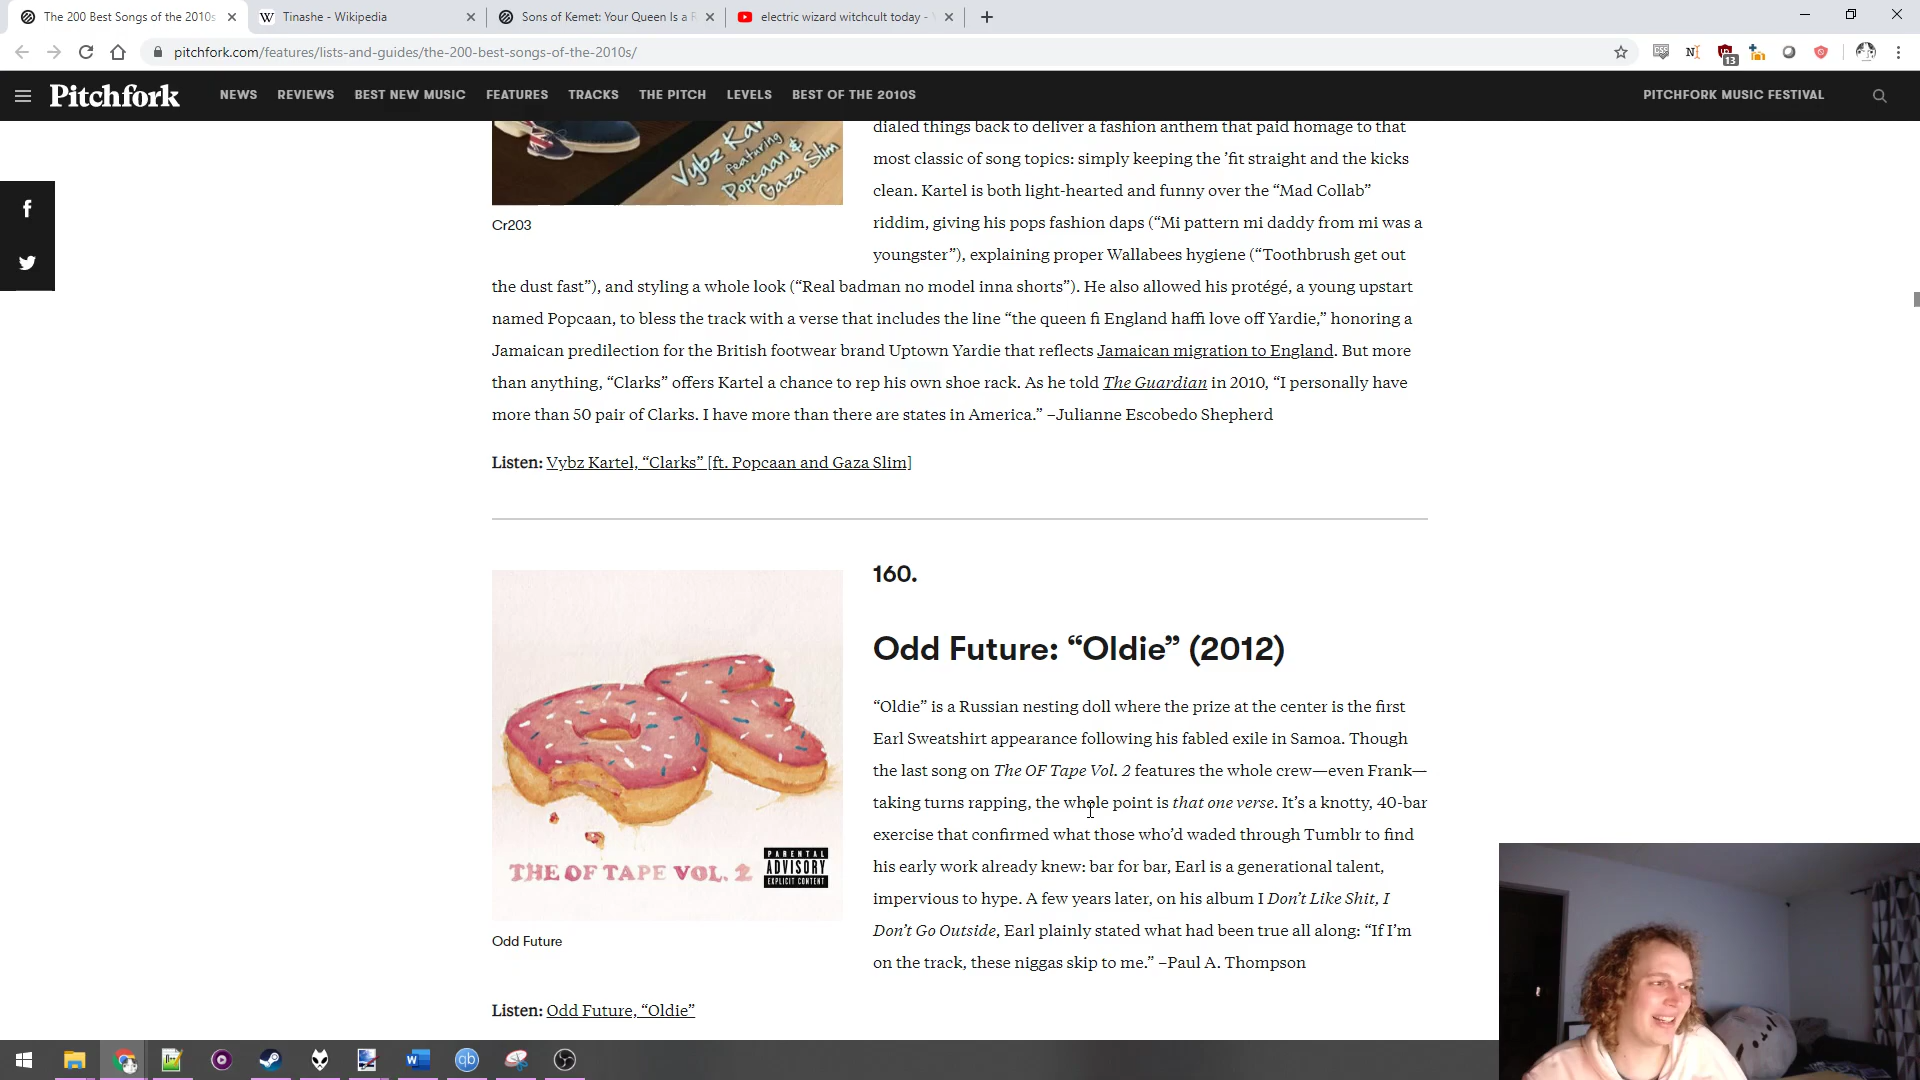 The 200 Best Songs of the 2010s
Tinashe - Wikipedia
Sons of Kemet: Your Queen Is a R
electric wizard witchcult today -
pitchfork.com/features/lists-and-guides/the-200-best-songs-of-the-2010s/
13
Pitchfork
NEWS REVIEWS BEST NEW MUSIC FEATURES TRACKS THE PITCH LEVELS BEST OF THE 2010S PITCHFORK MUSIC FESTIVAL
Vybz Kar
featuring
Popcaan &
Gaza Slim
Cr203
dialed things back to deliver a fashion anthem that paid homage to that
most classic of song topics: simply keeping the ’fit straight and the kicks
clean. Kartel is both light-hearted and funny over the “Mad Collab”
riddim, giving his pops fashion daps (“Mi pattern mi daddy from mi was a
youngster”), explaining proper Wallabees hygiene (“Toothbrush get out
the dust fast”), and styling a whole look (“Real badman no model inna shorts”). He also allowed his protégé, a young upstart
named Popcaan, to bless the track with a verse that includes the line “the queen fi England haffi love off Yardie,” honoring a
Jamaican predilection for the British footwear brand Uptown Yardie that reflects Jamaican migration to England. But more
than anything, “Clarks” offers Kartel a chance to rep his own shoe rack. As he told The Guardian in 2010, “I personally have
more than 50 pair of Clarks. I have more than there are states in America.” –Julianne Escobedo Shepherd
Listen: Vybz Kartel, “Clarks” [ft. Popcaan and Gaza Slim]
THE OF TAPE VOL. 2
PARENTAL
ADVISORY
EXPLICIT CONTENT
Odd Future
160.
Odd Future: “Oldie” (2012)
“Oldie” is a Russian nesting doll where the prize at the center is the first
Earl Sweatshirt appearance following his fabled exile in Samoa. Though
the last song on The OF Tape Vol. 2 features the whole crew—even Frank—
taking turns rapping, the whole point is that one verse. It’s a knotty, 40-bar
exercise that confirmed what those who’d waded through Tumblr to find
his early work already knew: bar for bar, Earl is a generational talent,
impervious to hype. A few years later, on his album I Don’t Like Shit, I
Don’t Go Outside, Earl plainly stated what had been true all along: “If I’m
on the track, these niggas skip to me.” –Paul A. Thompson
Listen: Odd Future, “Oldie”